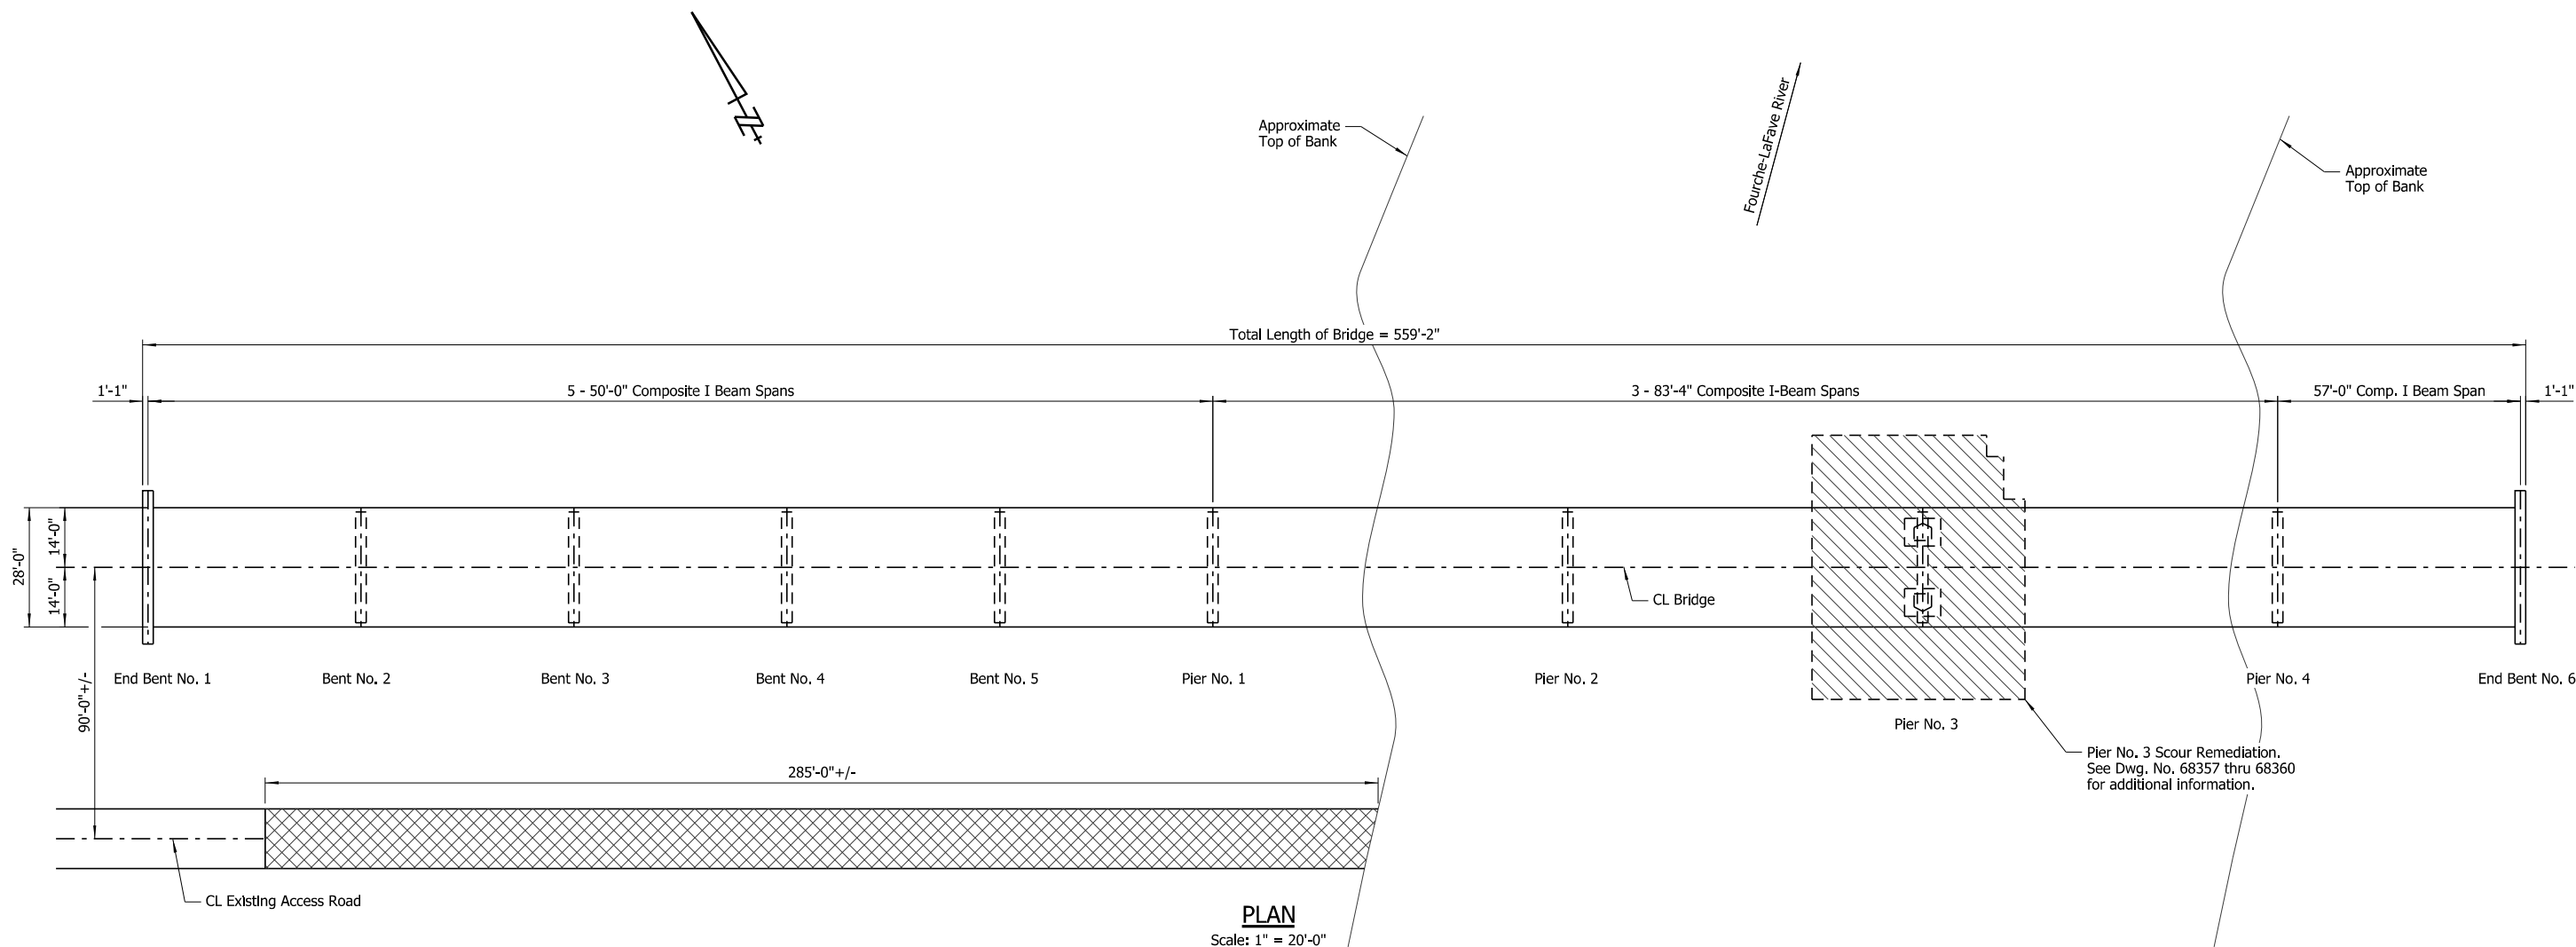 Approximate
Top of Bank
Fourche-LaFave River
Approximate
Top of Bank
Total Length of Bridge = 559'-2"
1'-1"
5 - 50'-0" Composite I Beam Spans
3 - 83'-4" Composite I-Beam Spans
57'-0" Comp. I Beam Span
1'-1"
28'-0"
14'-0"
14'-0"
CL Bridge
90'-0"+/-
End Bent No. 1
Bent No. 2
Bent No. 3
Bent No. 4
Bent No. 5
Pier No. 1
Pier No. 2
Pier No. 3
Pier No. 4
End Bent No. 6
Pier No. 3 Scour Remediation.
See Dwg. No. 68357 thru 68360
for additional information.
285'-0"+/-
CL Existing Access Road
PLAN
Scale: 1" = 20'-0"